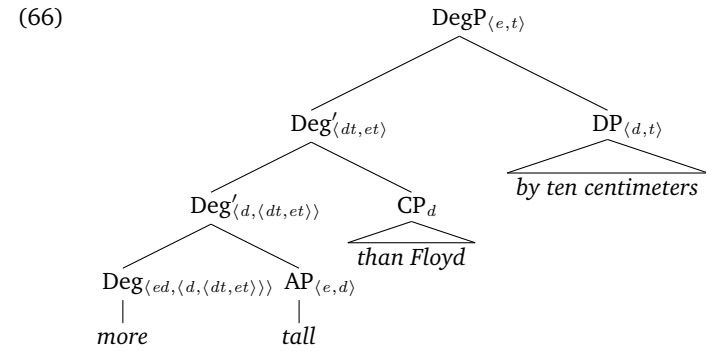 (66)
DegP⟨e,t⟩
Deg′⟨dt,et⟩ DP⟨d,t⟩
by ten centimeters
Deg′⟨d,⟨dt,et⟩⟩ CPd
than Floyd
Deg⟨ed,⟨d,⟨dt,et⟩⟩⟩ AP⟨e,d⟩
more tall